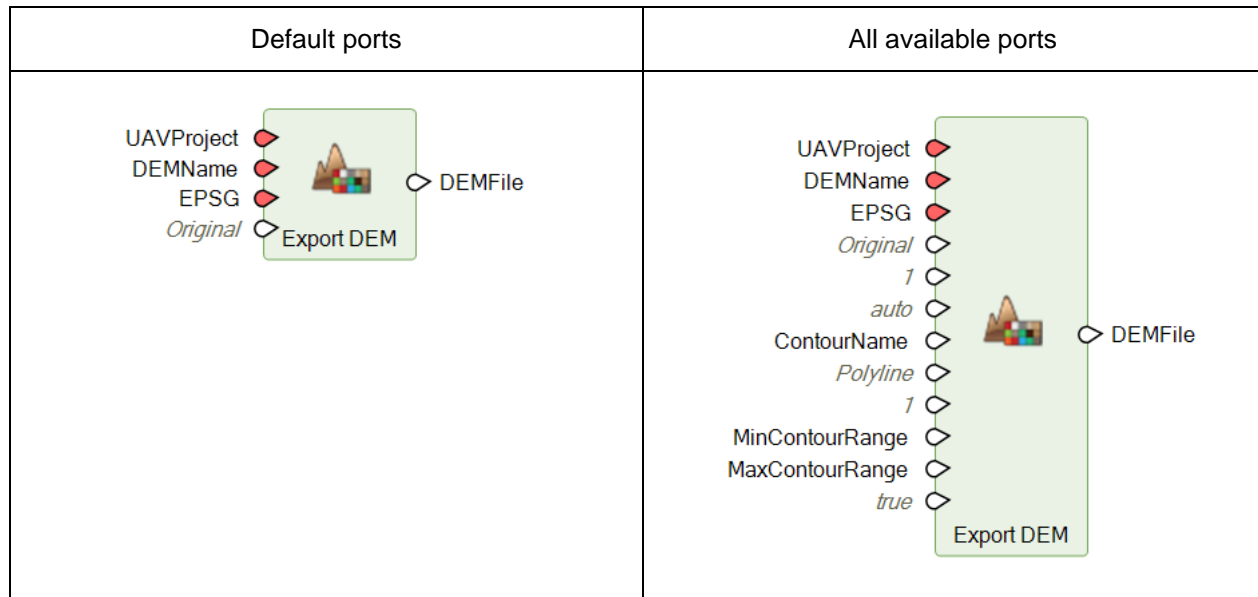 Default ports
All available ports
UAVProject
DEMName
EPSG
Original
DEMFile
Export DEM
UAVProject
DEMName
EPSG
Original
1
auto
ContourName
Polyline
1
MinContourRange
MaxContourRange
true
DEMFile
Export DEM